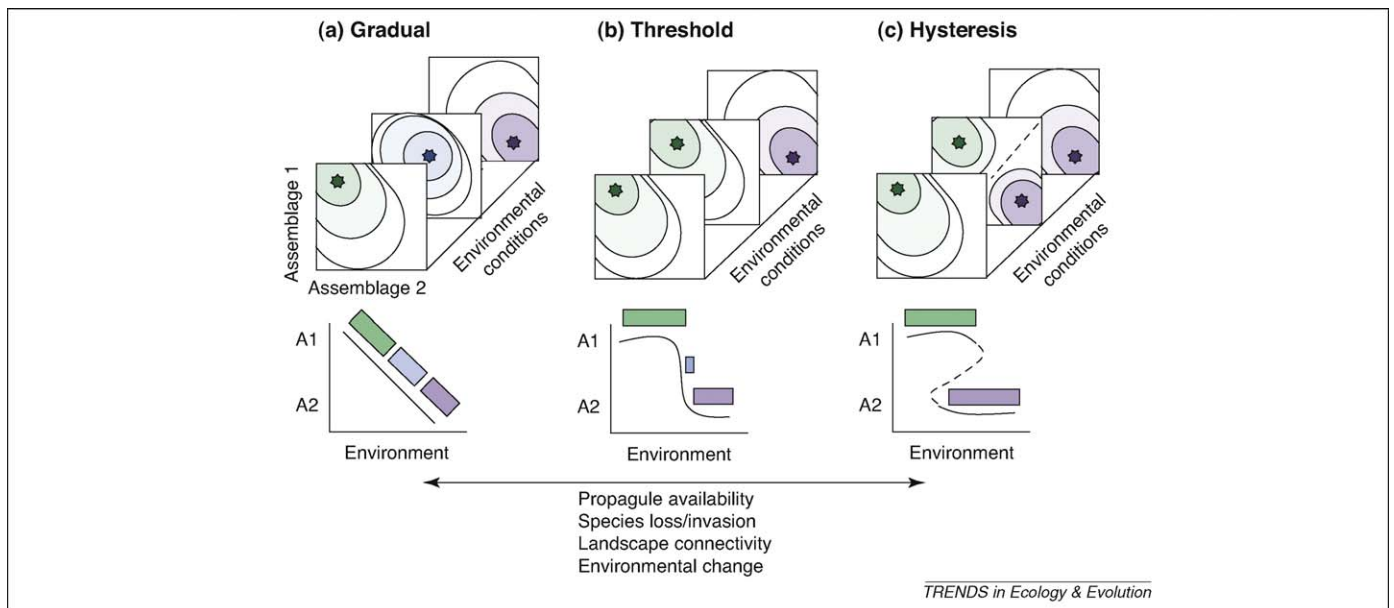 (a) Gradual
(b) Threshold
(c) Hysteresis
Assemblage 1
Assemblage 2
Environmental
conditions
Environmental
conditions
Environmental
conditions
A1
A2
Environment
A1
A2
Environment
A1
A2
Environment
Propagule availability
Species loss/invasion
Landscape connectivity
Environmental change
TRENDS in Ecology & Evolution